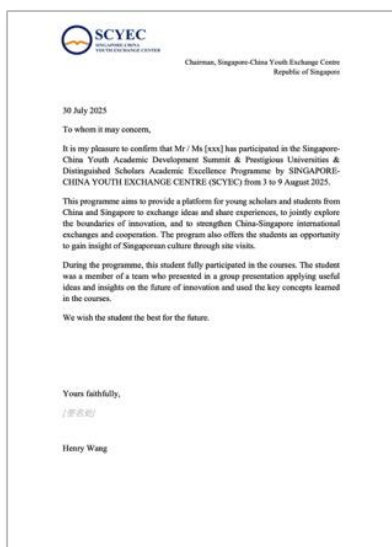 SCYEC
SINGAPORE-CHINA
YOUTH EXCHANGE CENTER
Chairman, Singapore-China Youth Exchange Centre
Republic of Singapore
30 July 2025
To whom it may concern,
It is my pleasure to confirm that Mr / Ms [xxx] has participated in the Singapore-
China Youth Academic Development Summit & Prestigious Universities &
Distinguished Scholars Academic Excellence Programme by SINGAPORE-
CHINA YOUTH EXCHANGE CENTRE (SCYEC) from 3 to 9 August 2025.
This programme aims to provide a platform for young scholars and students from
China and Singapore to exchange ideas and share experiences, to jointly explore
the boundaries of innovation, and to strengthen China-Singapore international
exchanges and cooperation. The program also offers the students an opportunity
to gain insight of Singaporean culture through site visits.
During the programme, this student fully participated in the courses. The student
was a member of a team who presented in a group presentation applying useful
ideas and insights on the future of innovation and used the key concepts learned
in the courses.
We wish the student the best for the future.
Yours faithfully,
[签名处]
Henry Wang